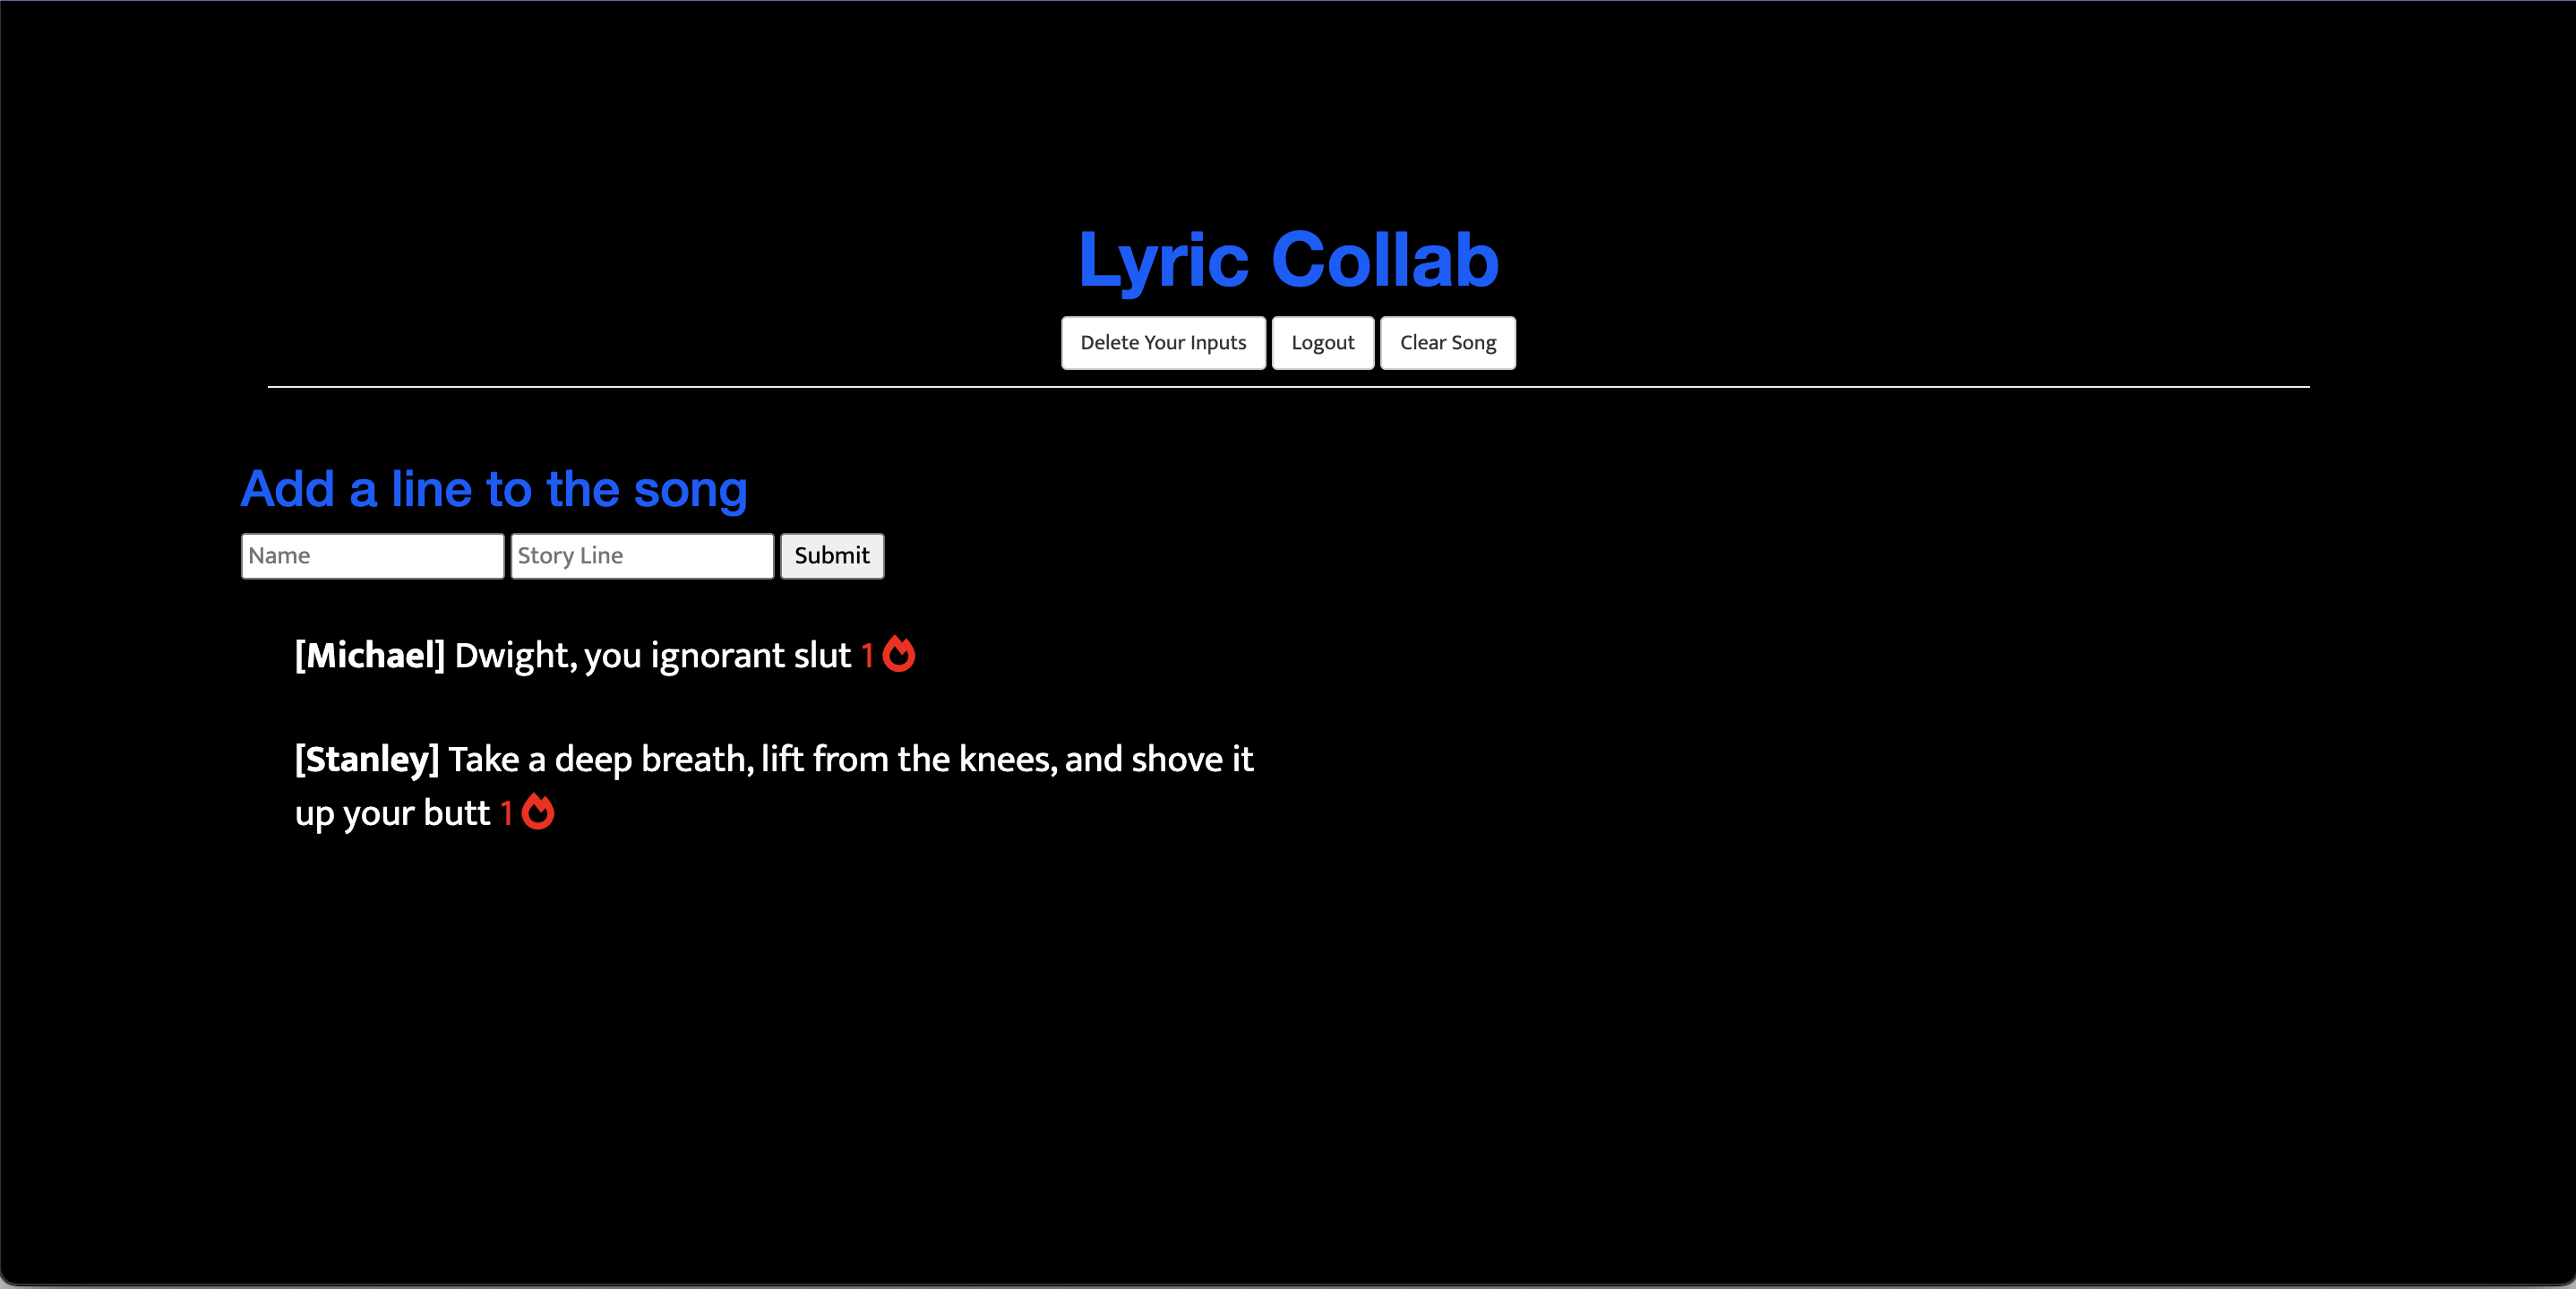 Lyric Collab
Delete Your Inputs Logout Clear Song
Add a line to the song
Name Story Line Submit
[Michael] Dwight, you ignorant slut 1
[Stanley] Take a deep breath, lift from the knees, and shove it
up your butt 1